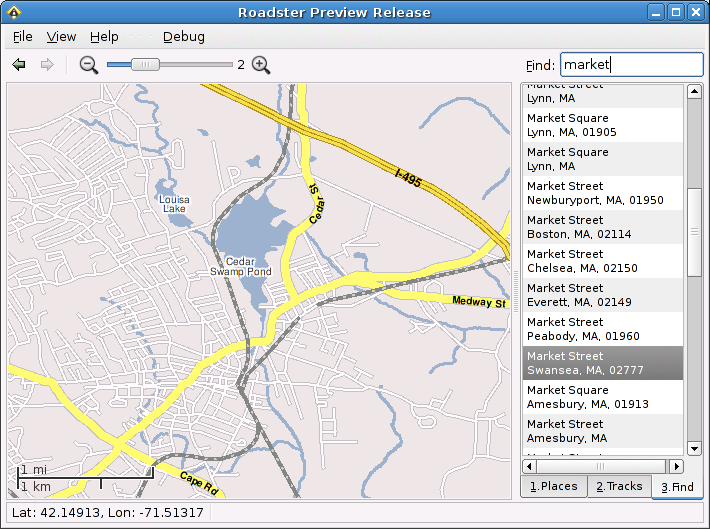 Roadster Preview Release
File View Help Debug
2
Find: market
Market Street
Lynn, MA
Market Square
Lynn, MA, 01905
Market Square
Lynn, MA
Market Street
Newburyport, MA, 01950
Market Street
Boston, MA, 02114
Market Street
Chelsea, MA, 02150
Market Street
Everett, MA, 02149
Market Street
Peabody, MA, 01960
Market Street
Swansea, MA, 02777
Market Square
Amesbury, MA, 01913
Market Street
Amesbury, MA
I-495
Cedar St
Louisa
Lake
Cedar
Swamp Pond
Medway St
Cape Rd
1 mi
1 km
1.Places 2.Tracks 3.Find
Lat: 42.14913, Lon: -71.51317